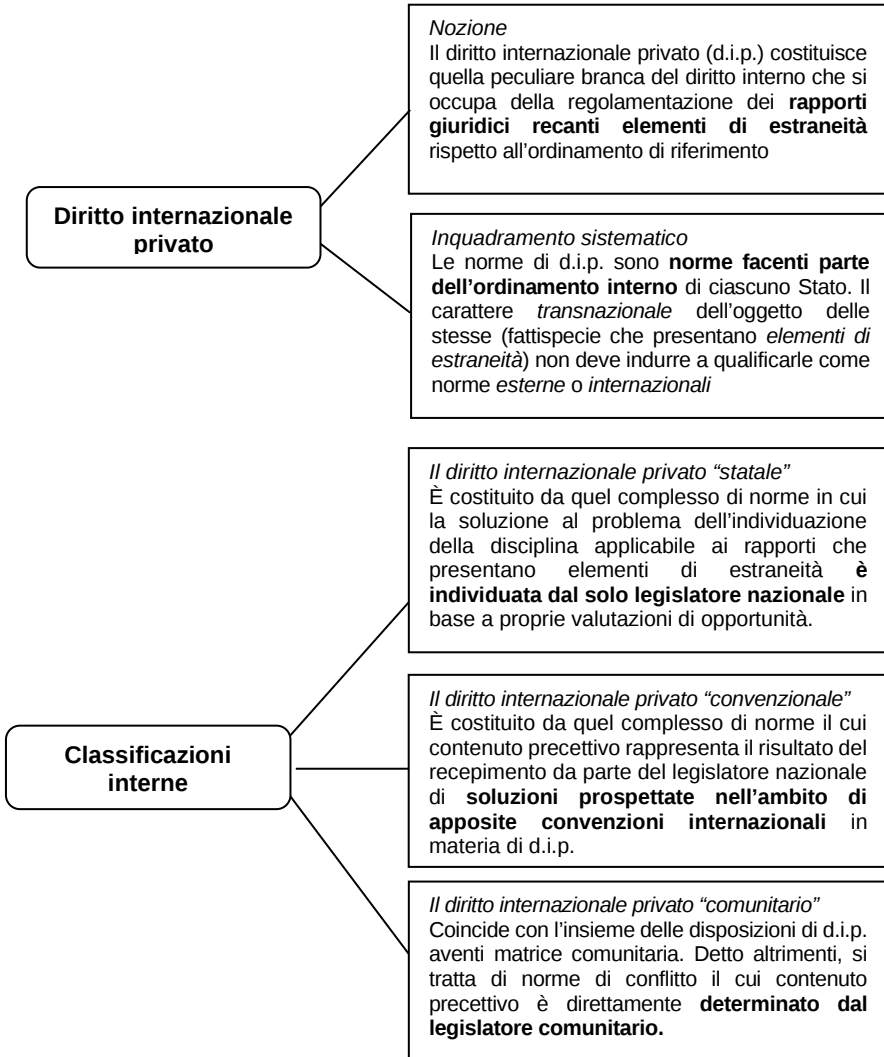 Nozione
Il diritto internazionale privato (d.i.p.) costituisce
quella peculiare branca del diritto interno che si
occupa della regolamentazione dei rapporti
giuridici recanti elementi di estraneità
rispetto all’ordinamento di riferimento
Diritto internazionale
privato
Inquadramento sistematico
Le norme di d.i.p. sono norme facenti parte
dell’ordinamento interno di ciascuno Stato. Il
carattere transnazionale dell’oggetto delle
stesse (fattispecie che presentano elementi di
estraneità) non deve indurre a qualificarle come
norme esterne o internazionali
Il diritto internazionale privato “statale”
È costituito da quel complesso di norme in cui
la soluzione al problema dell’individuazione
della disciplina applicabile ai rapporti che
presentano elementi di estraneità è
individuata dal solo legislatore nazionale in
base a proprie valutazioni di opportunità.
Classificazioni
interne
Il diritto internazionale privato “convenzionale”
È costituito da quel complesso di norme il cui
contenuto precettivo rappresenta il risultato del
recepimento da parte del legislatore nazionale
di soluzioni prospettate nell’ambito di
apposite convenzioni internazionali in
materia di d.i.p.
Il diritto internazionale privato “comunitario”
Coincide con l’insieme delle disposizioni di d.i.p.
aventi matrice comunitaria. Detto altrimenti, si
tratta di norme di conflitto il cui contenuto
precettivo è direttamente determinato dal
legislatore comunitario.